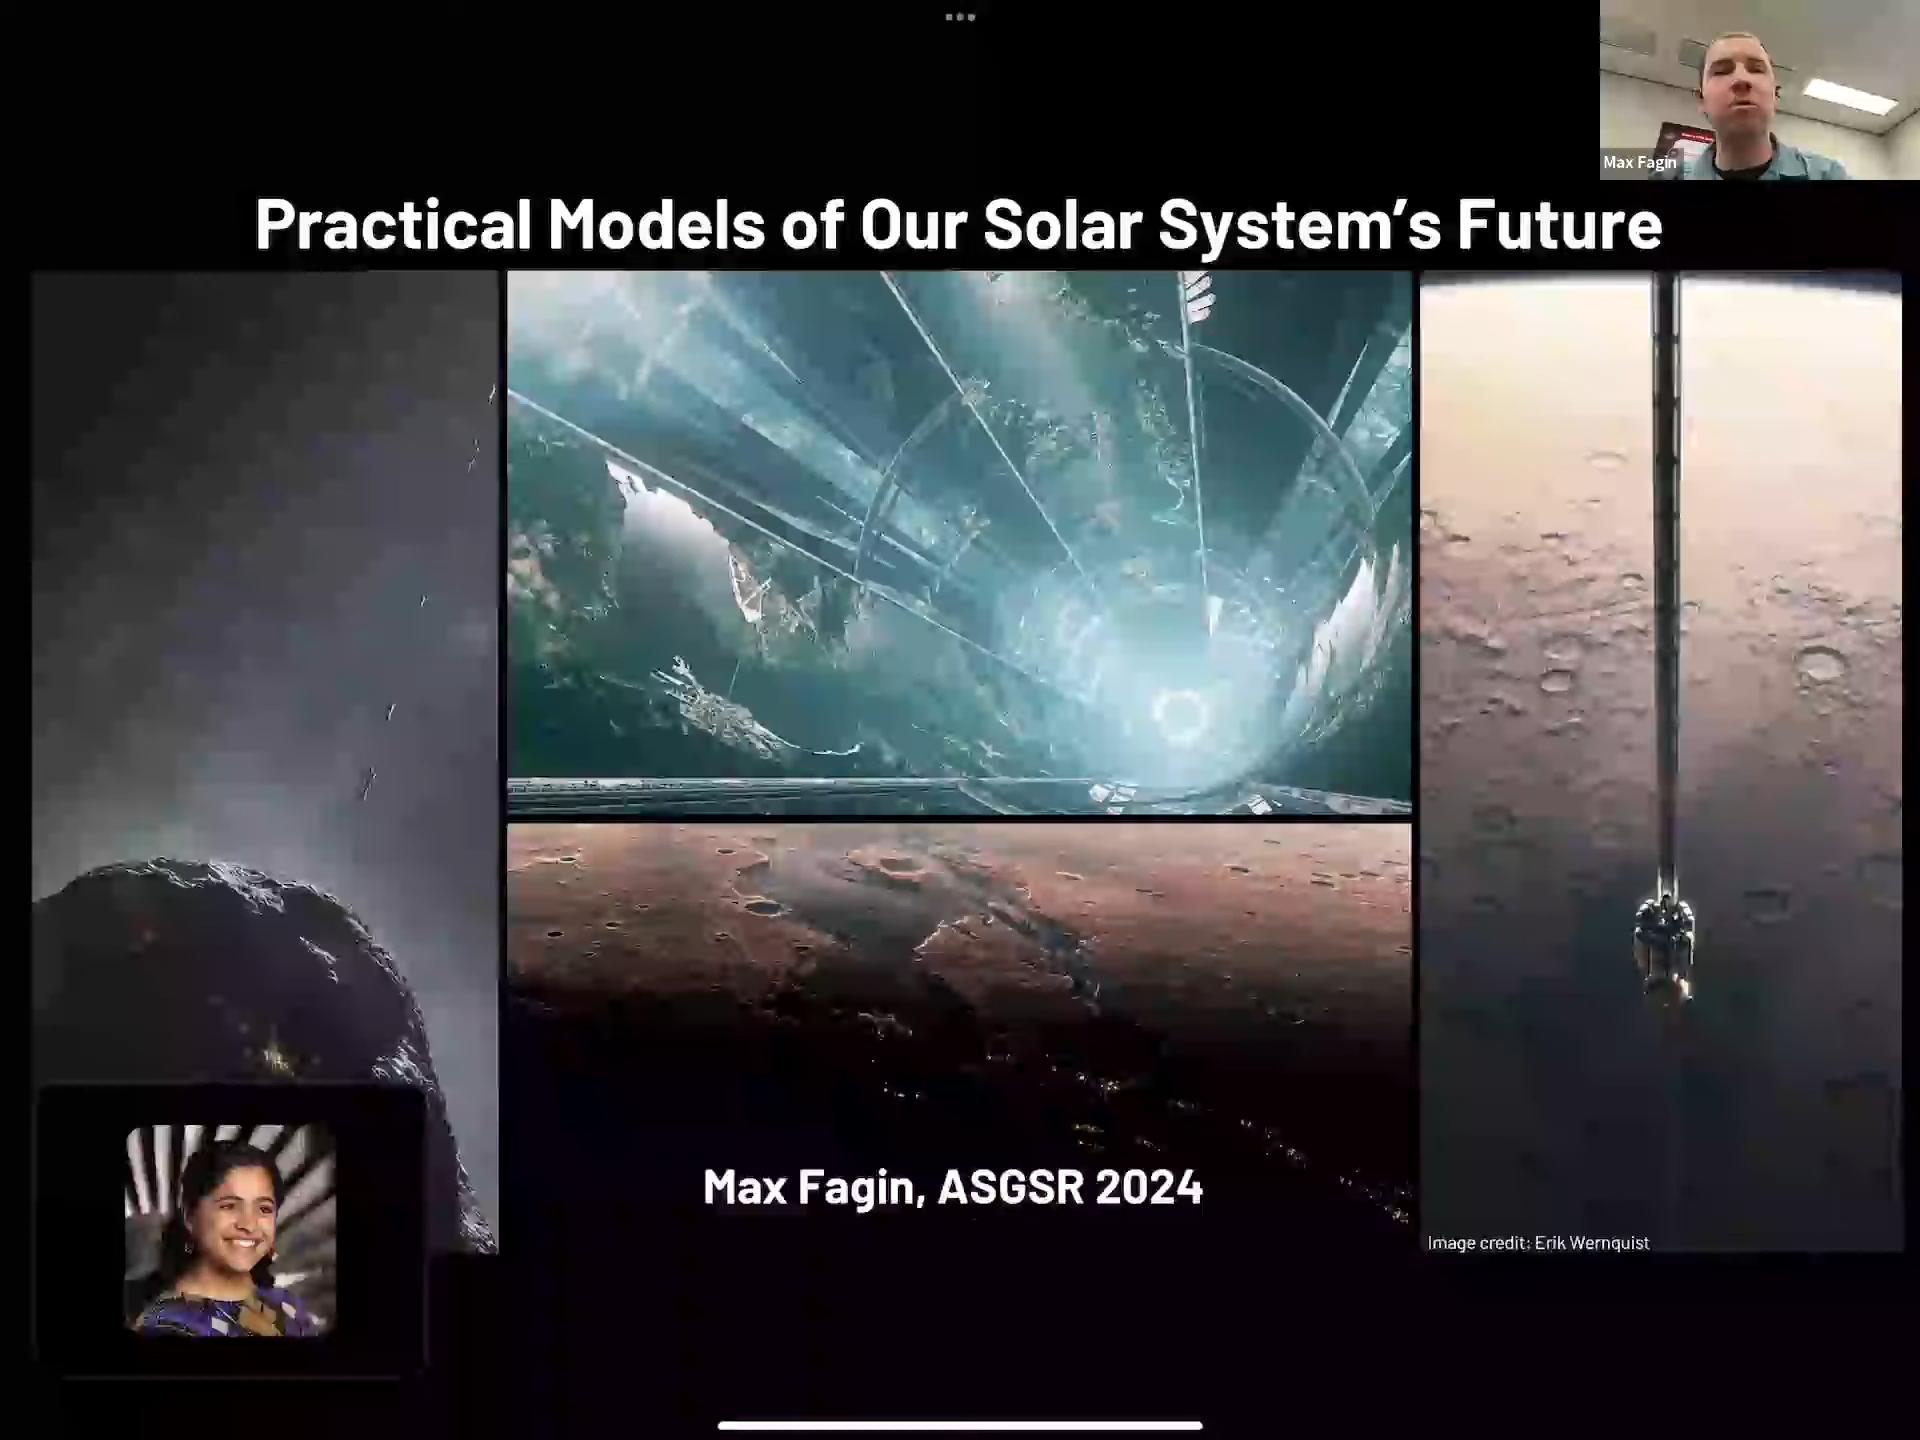 Max Fagin
Practical Models of Our Solar System’s Future
Max Fagin, ASGSR 2024
Image credit: Erik Wernquist